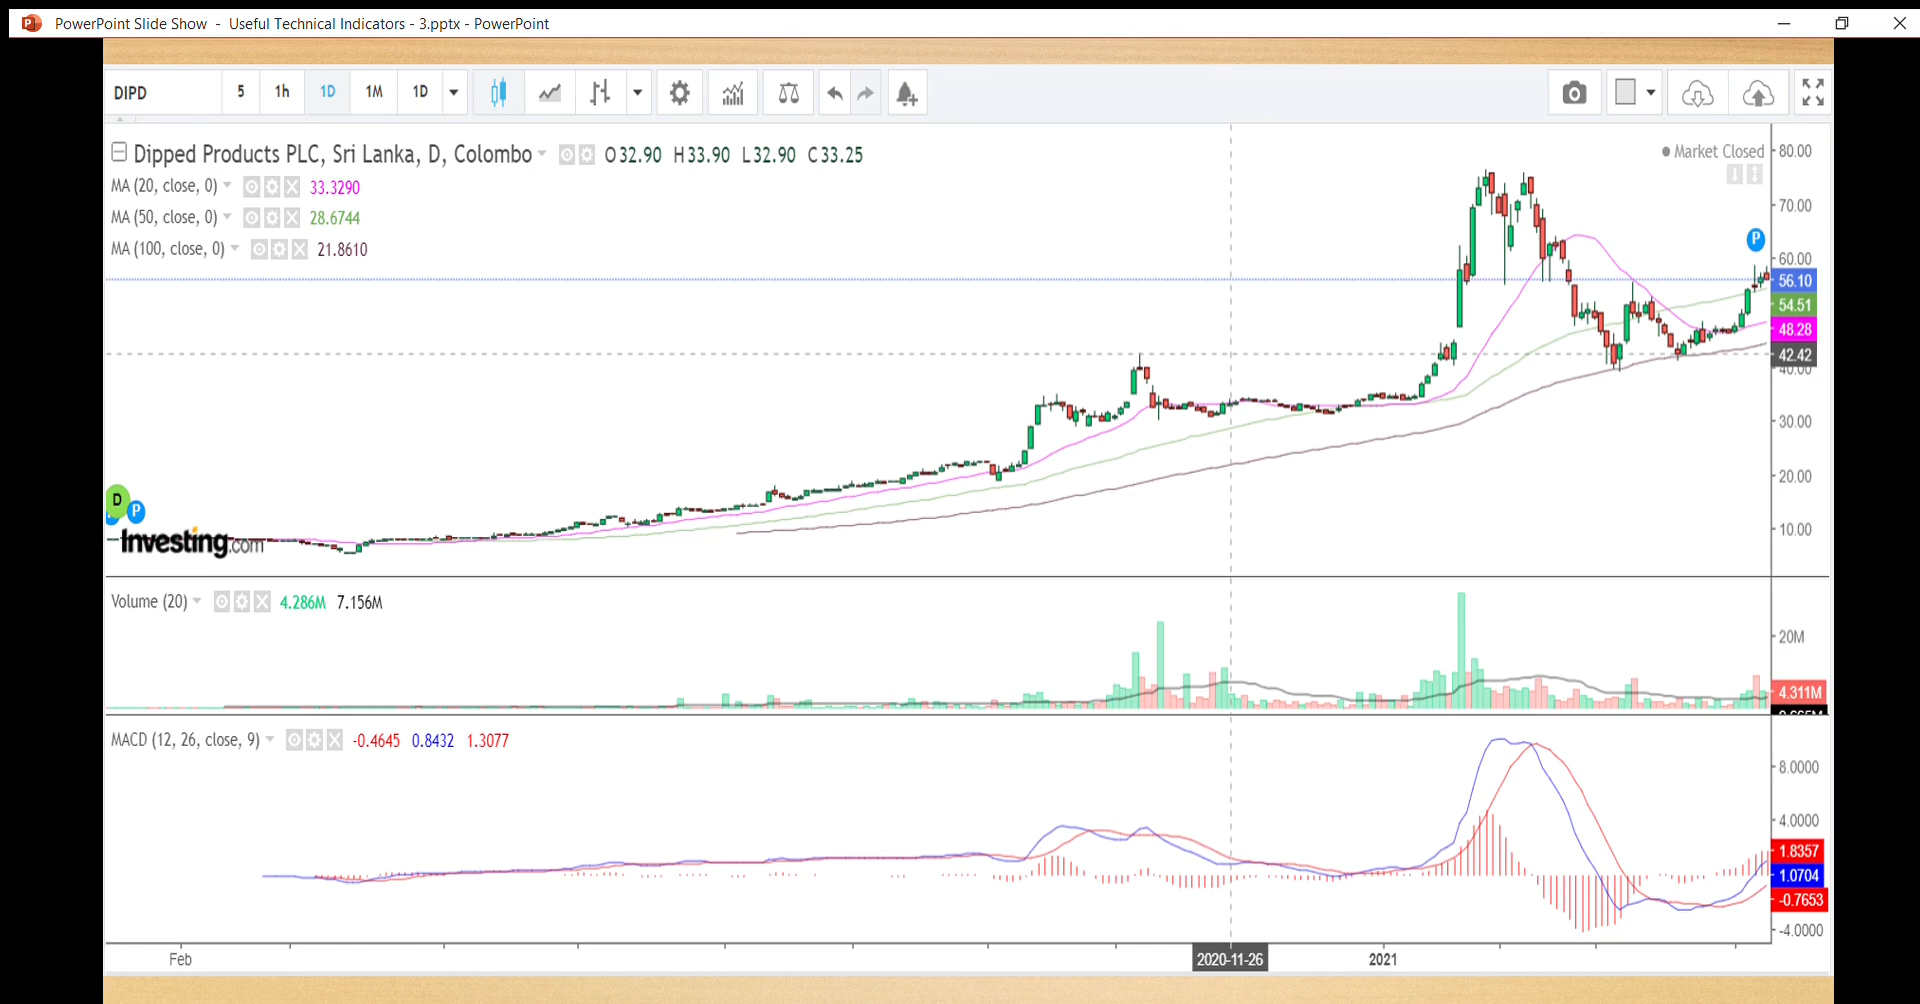 PowerPoint Slide Show - Useful Technical Indicators - 3.pptx - PowerPoint
DIPD 5 1h 1D 1M 1D
Dipped Products PLC, Sri Lanka, D, Colombo O32.90 H33.90 L32.90 C33.25
Market Closed
MA (20, close, 0) 33.3290
MA (50, close, 0) 28.6744
MA (100, close, 0) 21.8610
80.00
70.00
P
60.00
56.10
54.51
48.28
42.42
40.00
30.00
20.00
10.00
D
P
Investing.com
Volume (20) 4.286M 7.156M
20M
4.311M
MACD (12, 26, close, 9) -0.4645 0.8432 1.3077
8.0000
4.0000
1.8357
1.0704
-0.7653
-4.0000
Feb 2020-11-26 2021